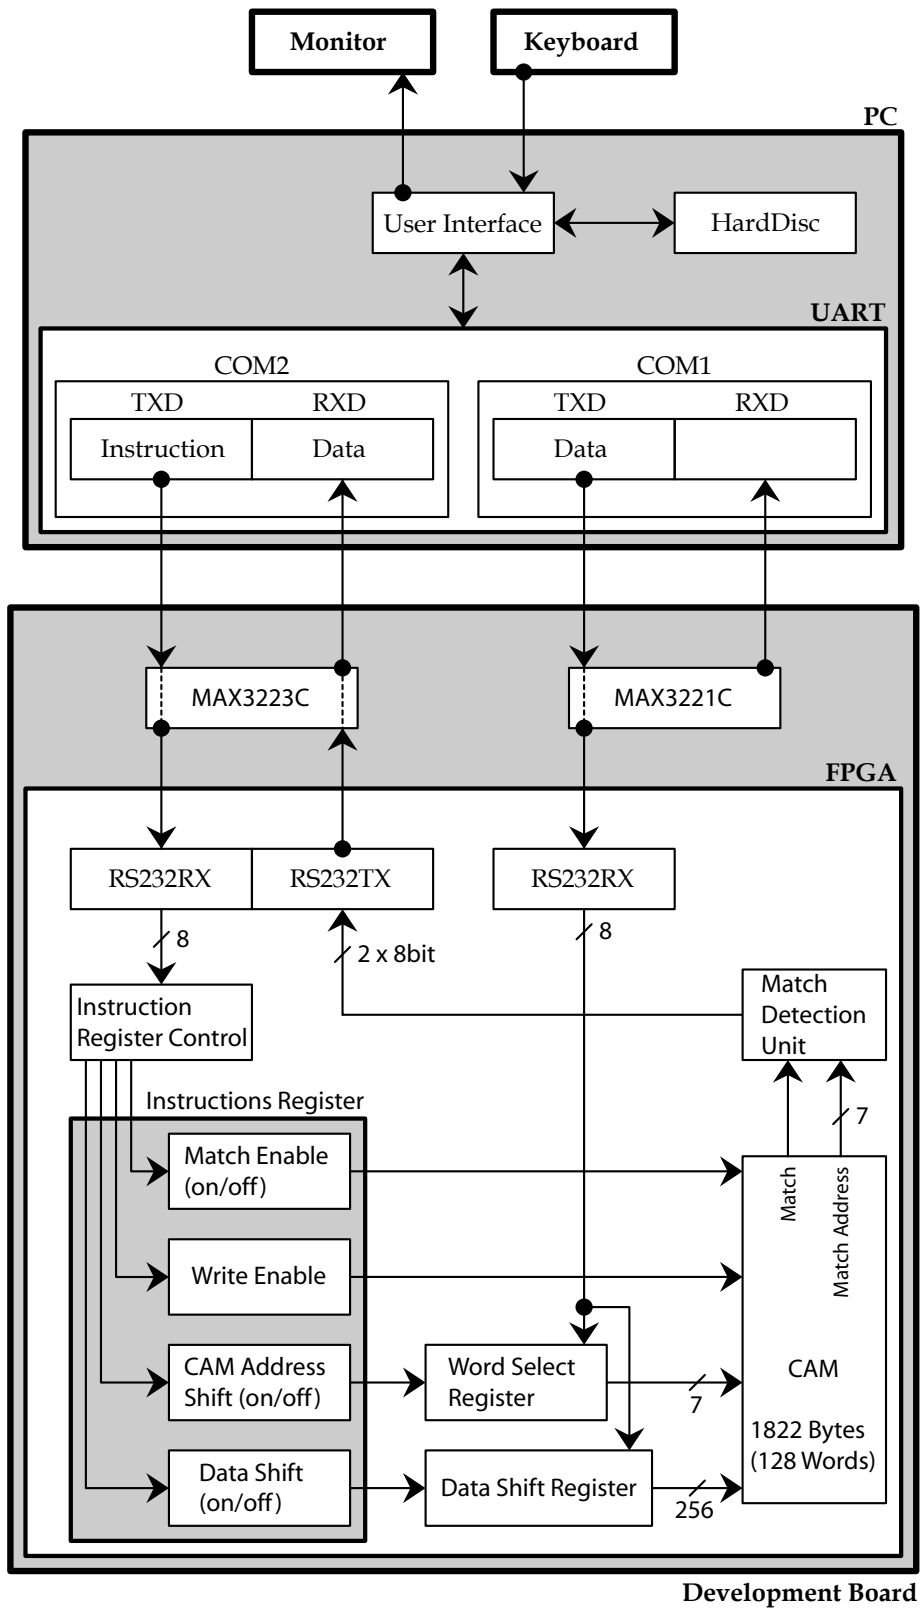 Monitor
Keyboard
PC
User Interface
HardDisc
UART
COM2
COM1
TXD
RXD
TXD
RXD
Instruction
Data
Data
MAX3223C
MAX3221C
FPGA
RS232RX
RS232TX
RS232RX
8
2 x 8bit
8
Instruction
Register Control
Match
Detection
Unit
Instructions Register
7
Match Enable
(on/off)
Match
Match Address
Write Enable
CAM Address
Shift (on/off)
Word Select
Register
7
CAM
1822 Bytes
(128 Words)
Data Shift
(on/off)
Data Shift Register
256
Development Board